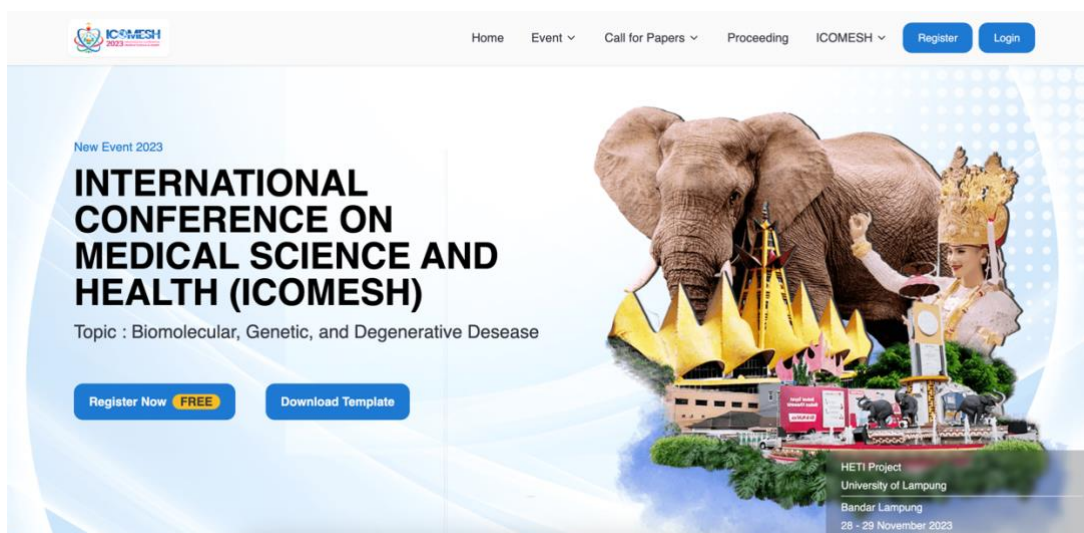 ICOMESH
2023
Home
Event
Call for Papers
Proceeding
ICOMESH
Register
Login
New Event 2023
INTERNATIONAL
CONFERENCE ON
MEDICAL SCIENCE AND
HEALTH (ICOMESH)
Topic : Biomolecular, Genetic, and Degenerative Desease
Register Now FREE
Download Template
HETI Project
University of Lampung
Bandar Lampung
28 - 29 November 2023